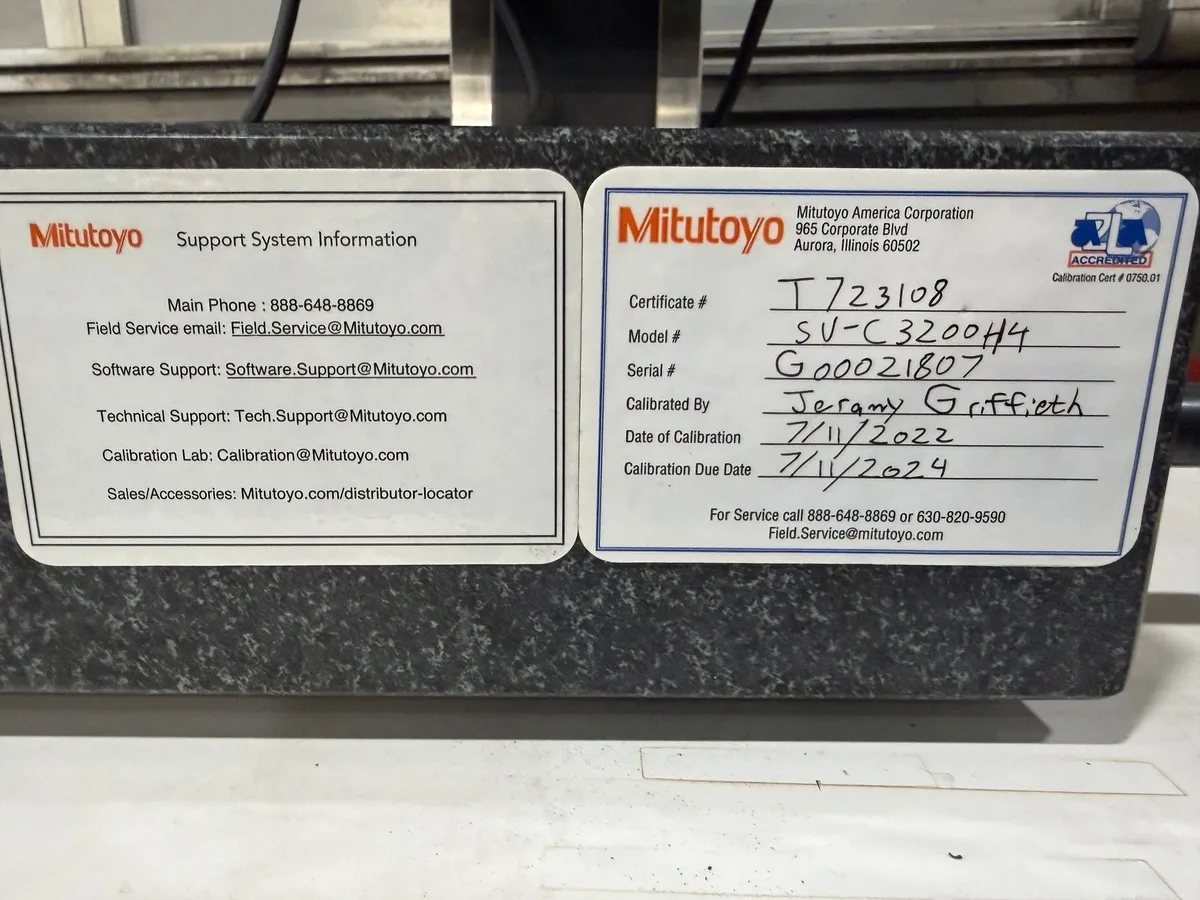 Mitutoyo Support System Information
Main Phone : 888-648-8869
Field Service email: Field.Service@Mitutoyo.com
Software Support: Software.Support@Mitutoyo.com
Technical Support: Tech.Support@Mitutoyo.com
Calibration Lab: Calibration@Mitutoyo.com
Sales/Accessories: Mitutoyo.com/distributor-locator
Mitutoyo
Mitutoyo America Corporation
965 Corporate Blvd
Aurora, Illinois 60502
A2LA
ACCREDITED
Calibration Cert # 0750.01
Certificate # T723108
Model # SV-C3200H4
Serial # G00021807
Calibrated By Jeramy Griffieth
Date of Calibration 7/11/2022
Calibration Due Date 7/11/2024
For Service call 888-648-8869 or 630-820-9590
Field.Service@mitutoyo.com